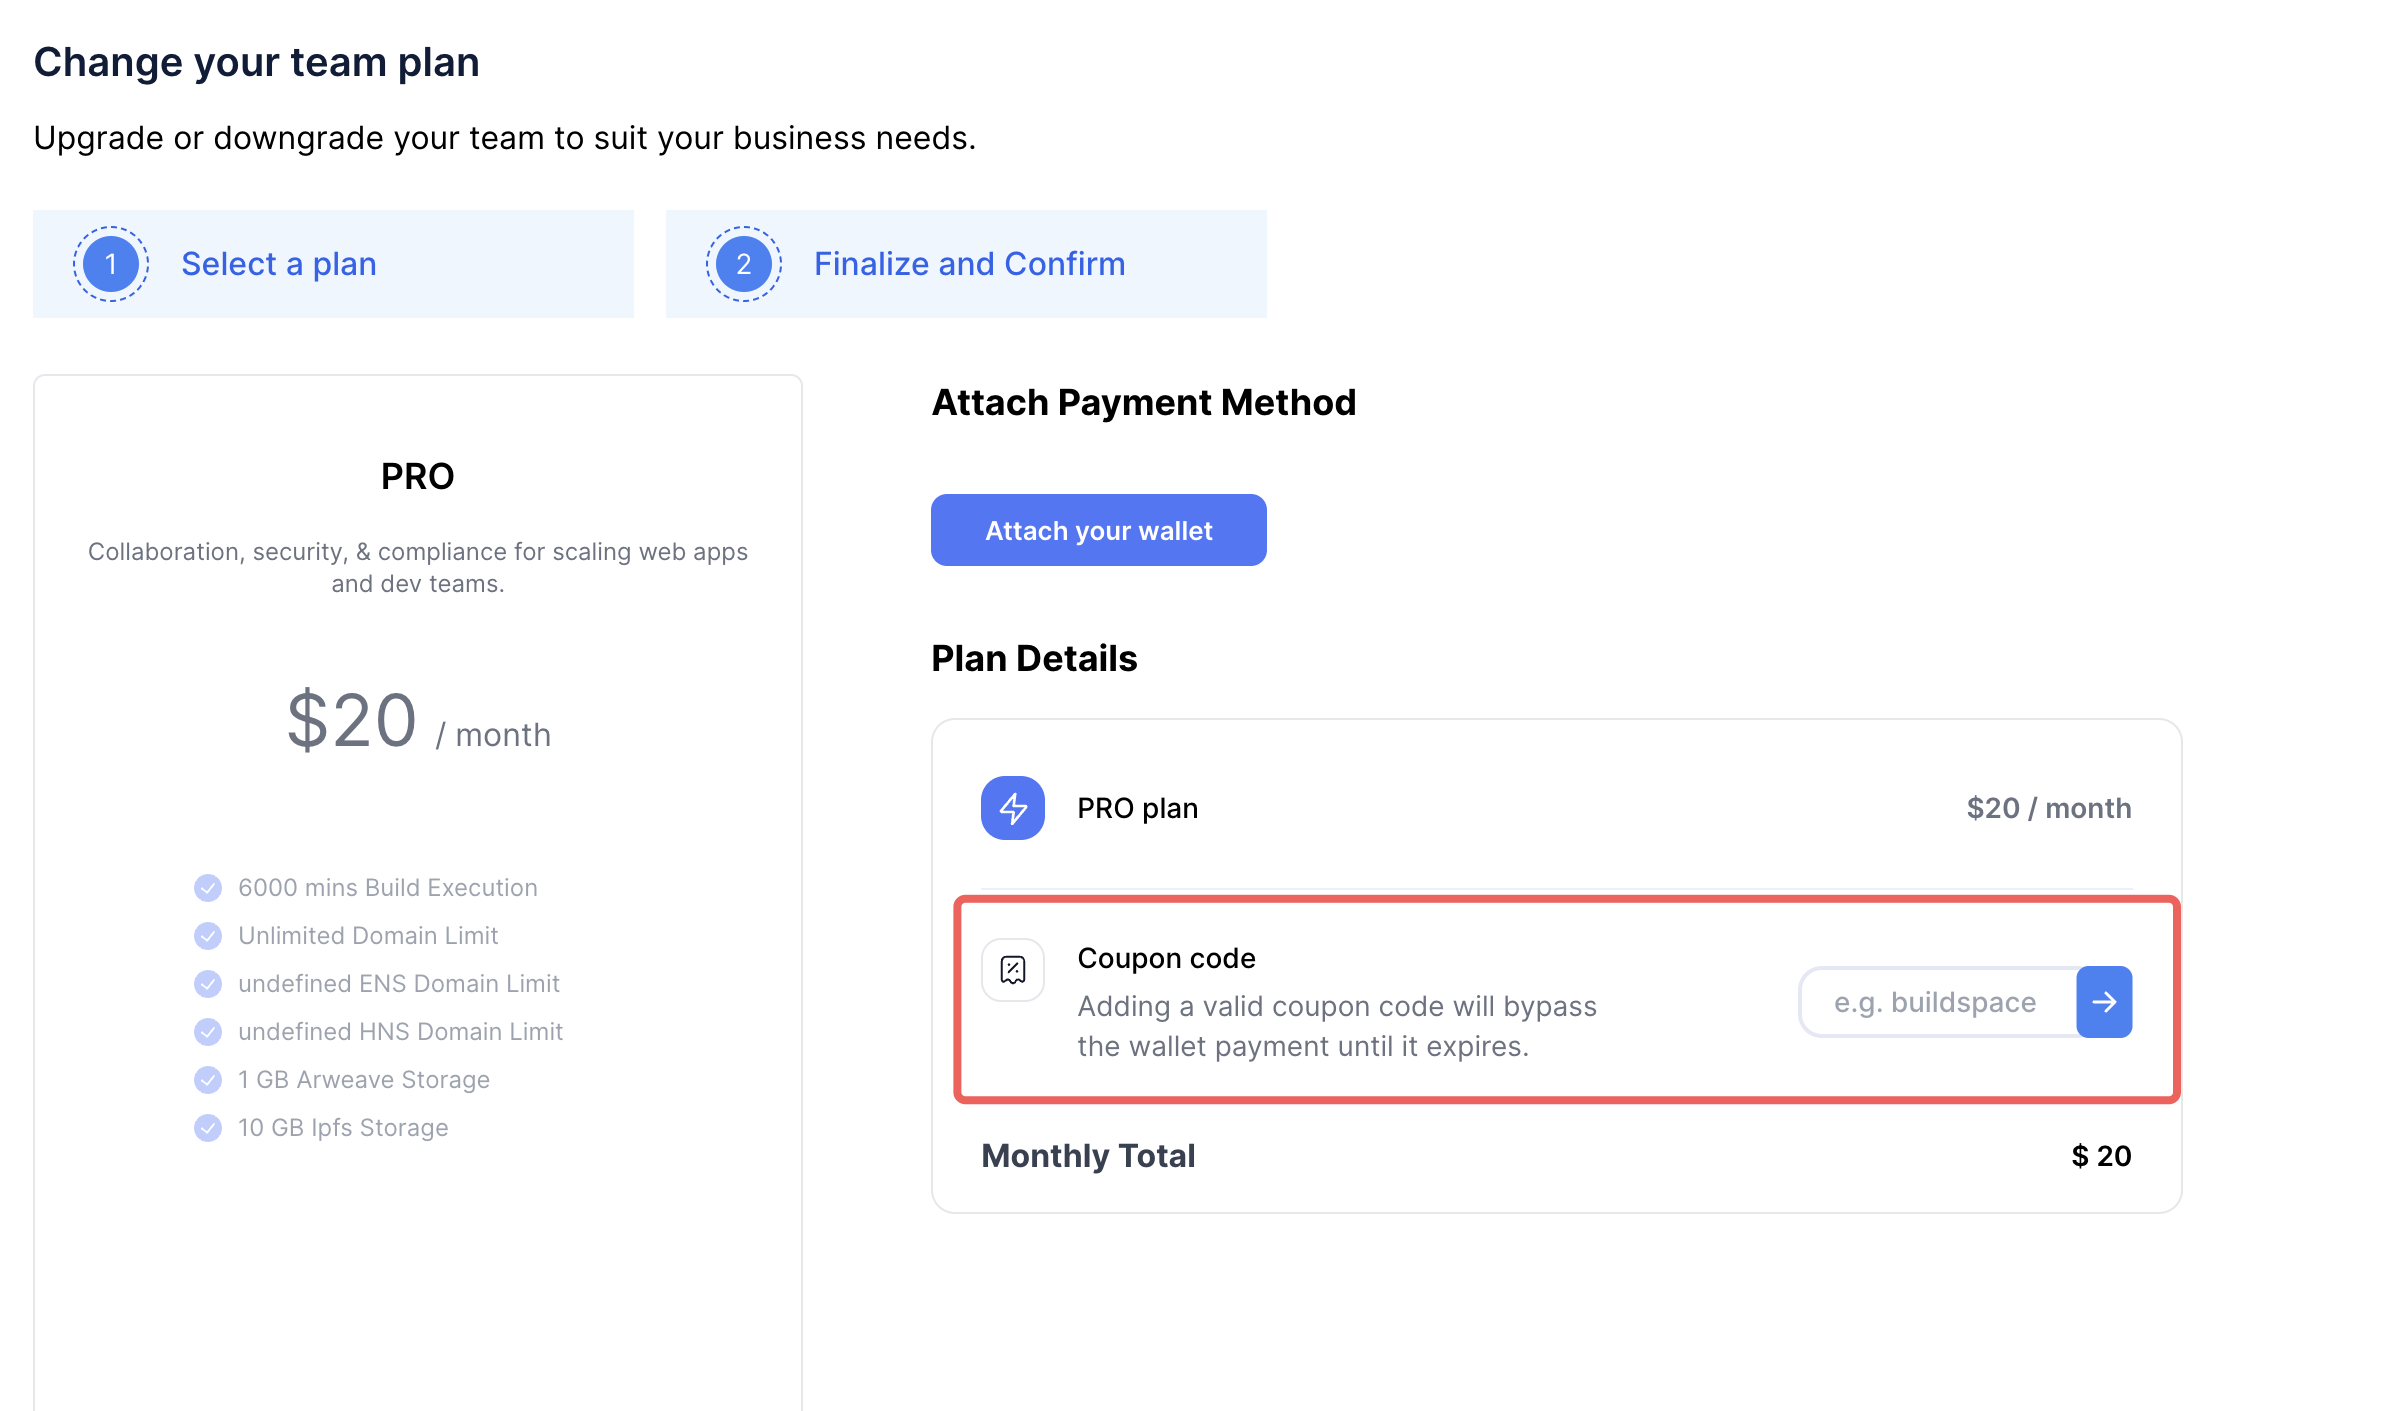 Change your team plan
Upgrade or downgrade your team to suit your business needs.
1 Select a plan
2 Finalize and Confirm
PRO
Collaboration, security, & compliance for scaling web apps
and dev teams.
$20 / month
6000 mins Build Execution
Unlimited Domain Limit
undefined ENS Domain Limit
undefined HNS Domain Limit
1 GB Arweave Storage
10 GB Ipfs Storage
Attach Payment Method
Attach your wallet
Plan Details
PRO plan $20 / month
Coupon code
Adding a valid coupon code will bypass
the wallet payment until it expires.
e.g. buildspace
Monthly Total $ 20